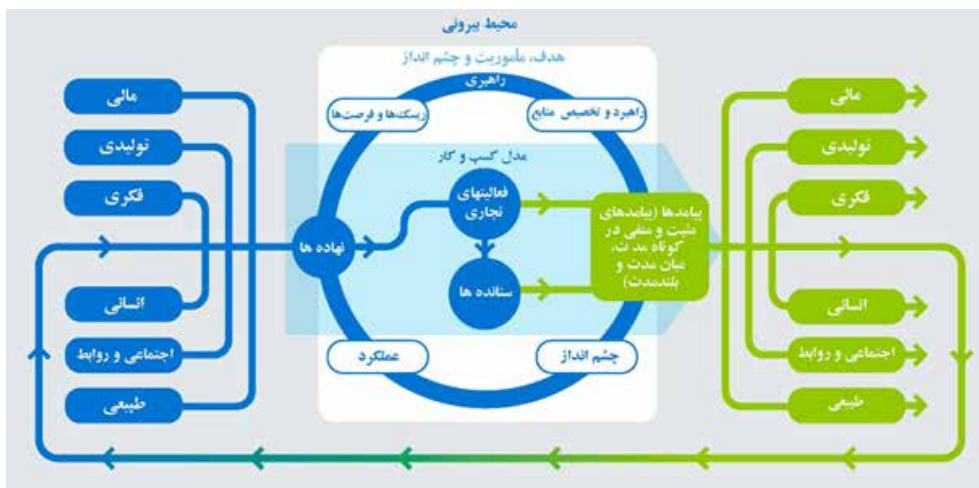 محیط بیرونی
هدف، مأموریت و چشم انداز
راهبری
راهبرد و تخصیص منابع
ریسک‌ها و فرصت‌ها
مالی
تولیدی
فکری
انسانی
اجتماعی و روابط
طبیعی
مدل کسب و کار
پیامدها (پیامدهای
مثبت و منفی در
کوتاه مد ت،
میان مدت و
بلندمدت)
فعالیتهای
تجاری
ستانده ها
نهاده ها
چشم انداز
عملکرد
مالی
تولیدی
فکری
انسانی
اجتماعی و روابط
طبیعی